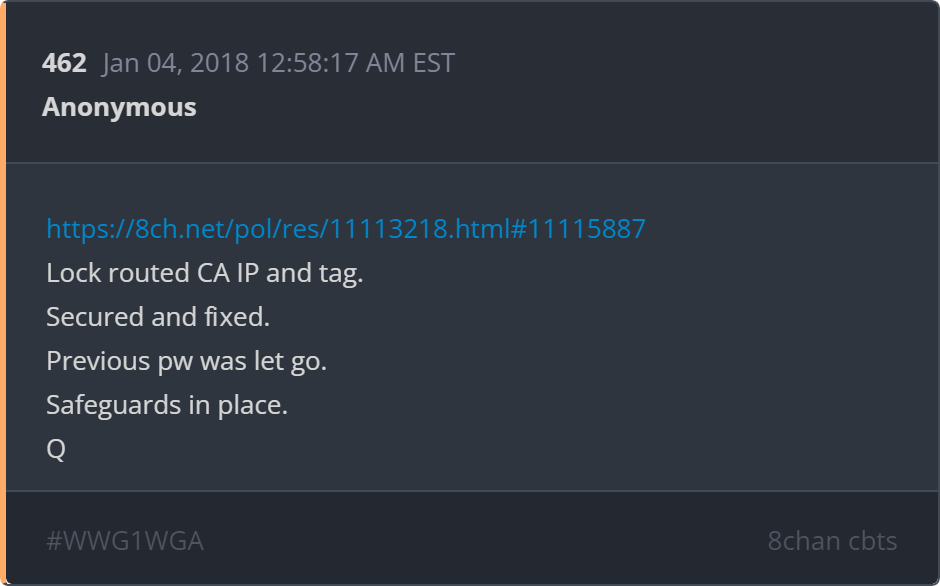 462 Jan 04, 2018 12:58:17 AM EST
Anonymous
https://8ch.net/pol/res/11113218.html#11115887
Lock routed CA IP and tag.
Secured and fixed.
Previous pw was let go.
Safeguards in place.
Q
#WWG1WGA 8chan cbts